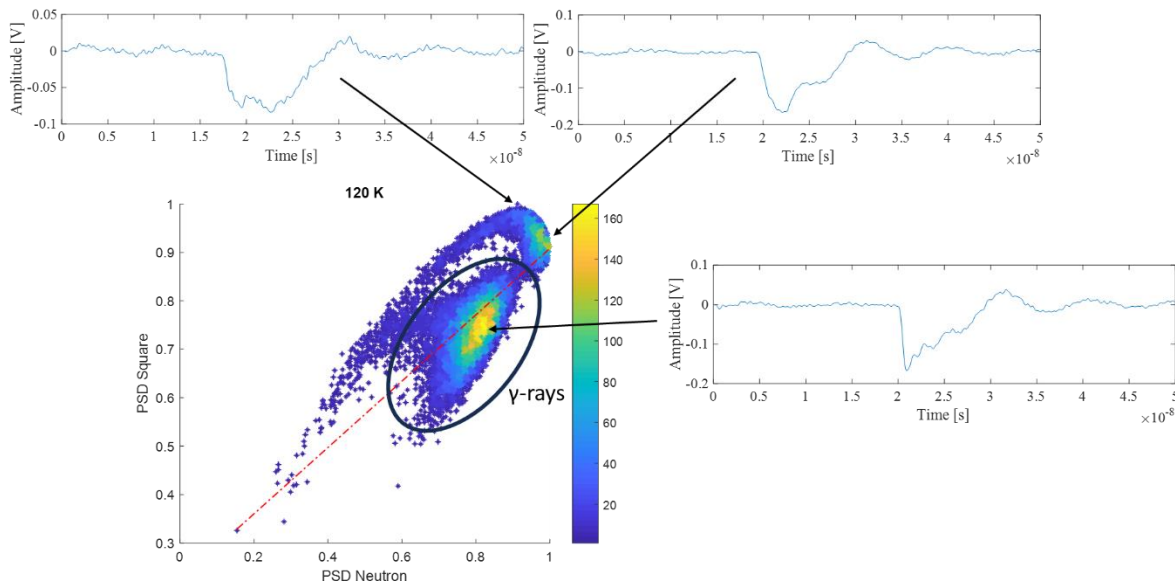 0.05
0
-0.05
-0.1
Amplitude [V]
0 0.5 1 1.5 2 2.5 3 3.5 4 4.5 5
Time [s]
×10-8
0.1
0
-0.1
-0.2
Amplitude [V]
0 0.5 1 1.5 2 2.5 3 3.5 4 4.5 5
Time [s]
×10-8
120 K
1
0.9
0.8
0.7
0.6
0.5
0.4
0.3
PSD Square
0 0.2 0.4 0.6 0.8 1
PSD Neutron
γ-rays
160
140
120
100
80
60
40
20
0.1
0
-0.1
-0.2
Amplitude [V]
0 0.5 1 1.5 2 2.5 3 3.5 4 4.5 5
Time [s]
×10-8